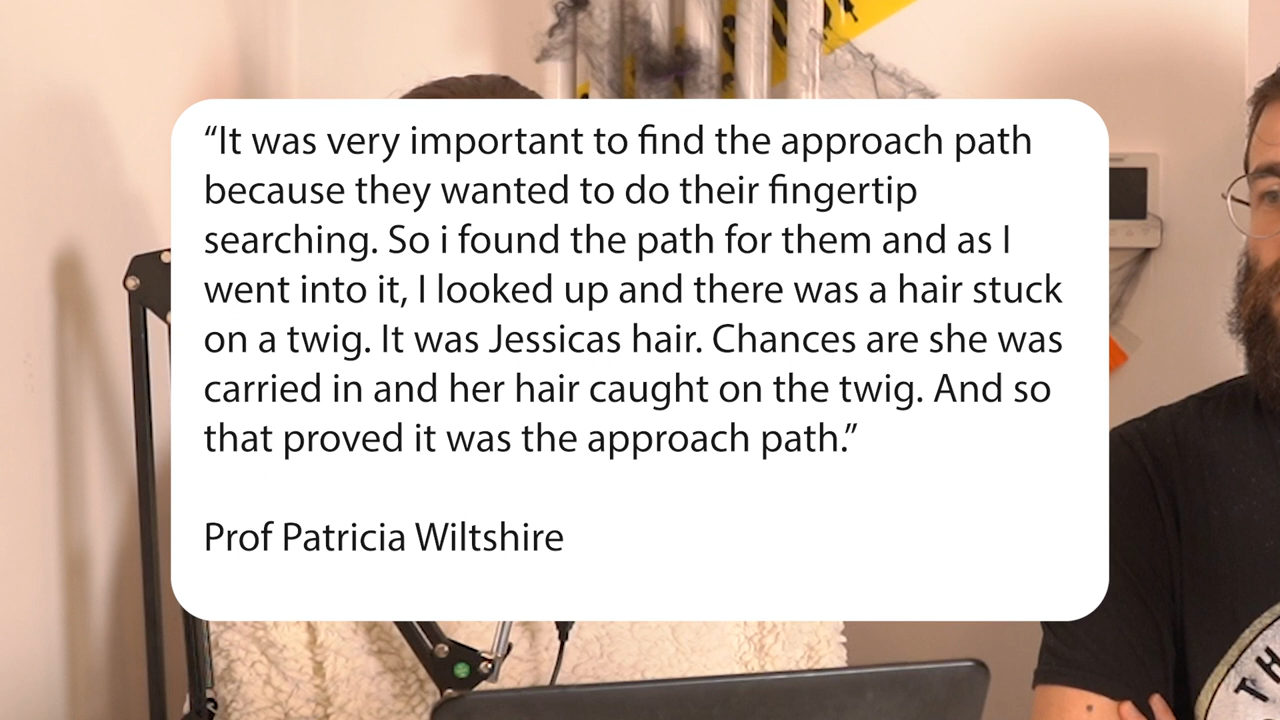 “It was very important to find the approach path
because they wanted to do their fingertip
searching. So i found the path for them and as I
went into it, I looked up and there was a hair stuck
on a twig. It was Jessicas hair. Chances are she was
carried in and her hair caught on the twig. And so
that proved it was the approach path.”
Prof Patricia Wiltshire
TH